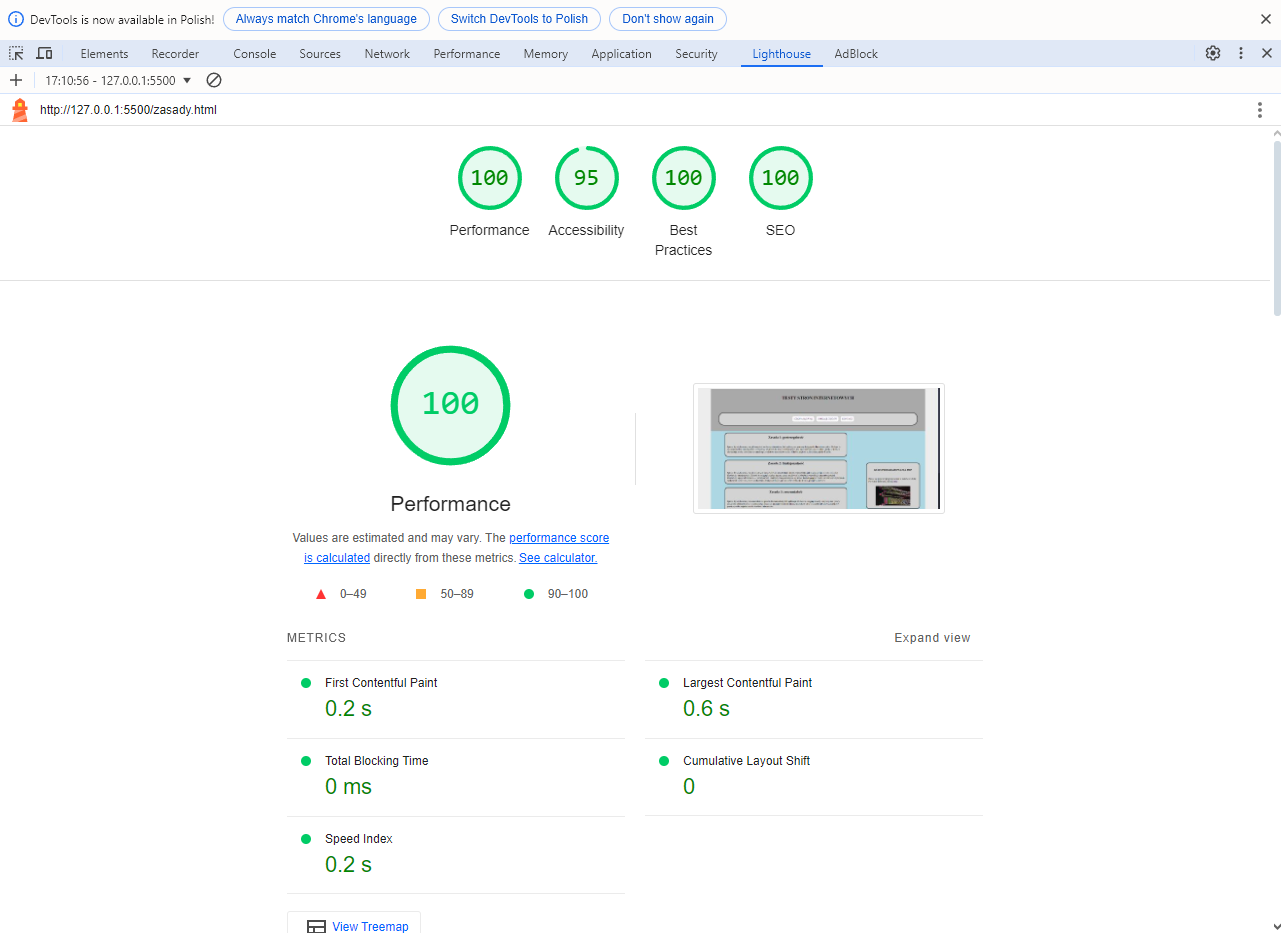 DevTools is now available in Polish! Always match Chrome's language Switch DevTools to Polish Don't show again
Elements Recorder Console Sources Network Performance Memory Application Security Lighthouse AdBlock
17:10:56 - 127.0.0.1:5500
http://127.0.0.1:5500/zasady.html
100 95 100 100
Performance Accessibility Best Practices SEO
100
Performance
Values are estimated and may vary. The performance score
is calculated directly from these metrics. See calculator.
0–49 50–89 90–100
METRICS Expand view
First Contentful Paint Largest Contentful Paint
0.2 s 0.6 s
Total Blocking Time Cumulative Layout Shift
0 ms 0
Speed Index
0.2 s
View Treemap